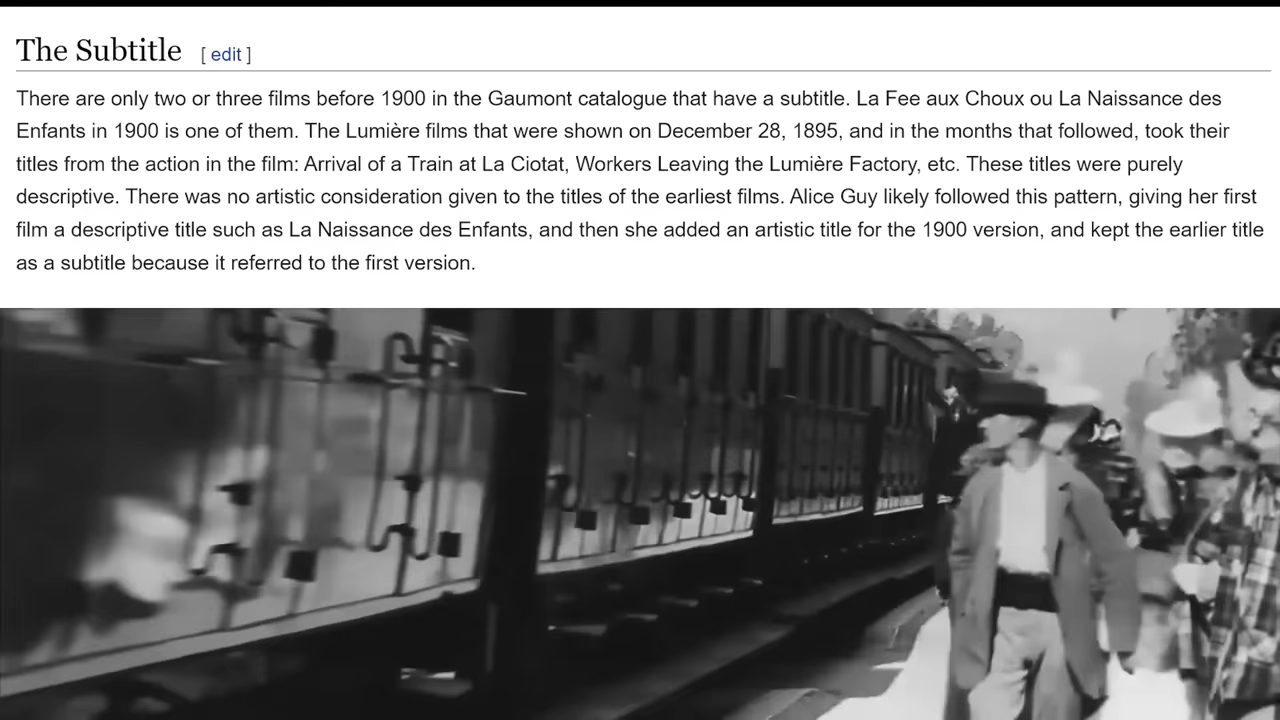 The Subtitle [ edit ]
There are only two or three films before 1900 in the Gaumont catalogue that have a subtitle. La Fee aux Choux ou La Naissance des
Enfants in 1900 is one of them. The Lumière films that were shown on December 28, 1895, and in the months that followed, took their
titles from the action in the film: Arrival of a Train at La Ciotat, Workers Leaving the Lumière Factory, etc. These titles were purely
descriptive. There was no artistic consideration given to the titles of the earliest films. Alice Guy likely followed this pattern, giving her first
film a descriptive title such as La Naissance des Enfants, and then she added an artistic title for the 1900 version, and kept the earlier title
as a subtitle because it referred to the first version.